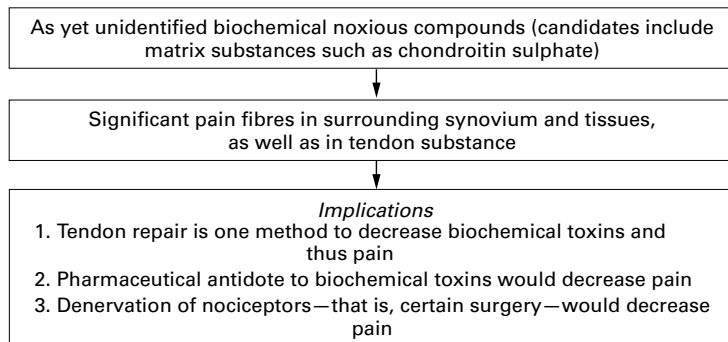 As yet unidentified biochemical noxious compounds (candidates include
matrix substances such as chondroitin sulphate)
Significant pain fibres in surrounding synovium and tissues,
as well as in tendon substance
Implications
1. Tendon repair is one method to decrease biochemical toxins and
thus pain
2. Pharmaceutical antidote to biochemical toxins would decrease pain
3. Denervation of nociceptors—that is, certain surgery—would decrease
pain